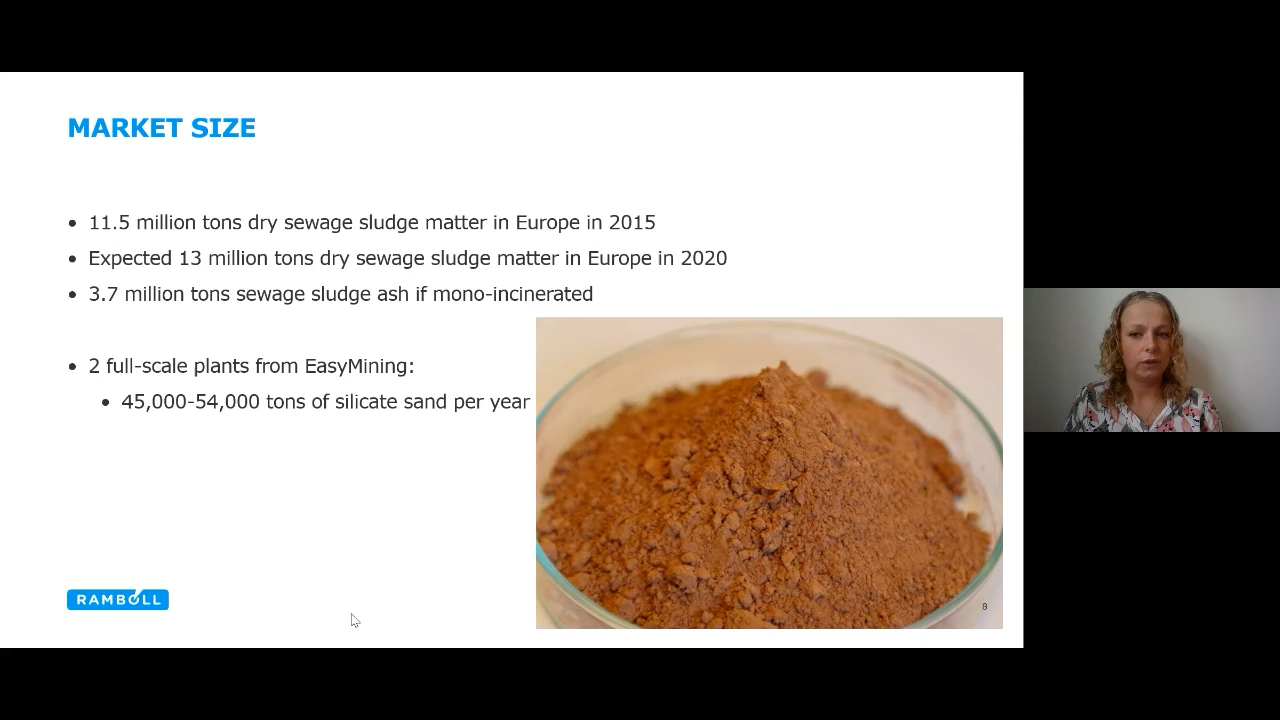 MARKET SIZE
• 11.5 million tons dry sewage sludge matter in Europe in 2015
• Expected 13 million tons dry sewage sludge matter in Europe in 2020
• 3.7 million tons sewage sludge ash if mono-incinerated
• 2 full-scale plants from EasyMining:
• 45,000-54,000 tons of silicate sand per year
RAMBOLL
8